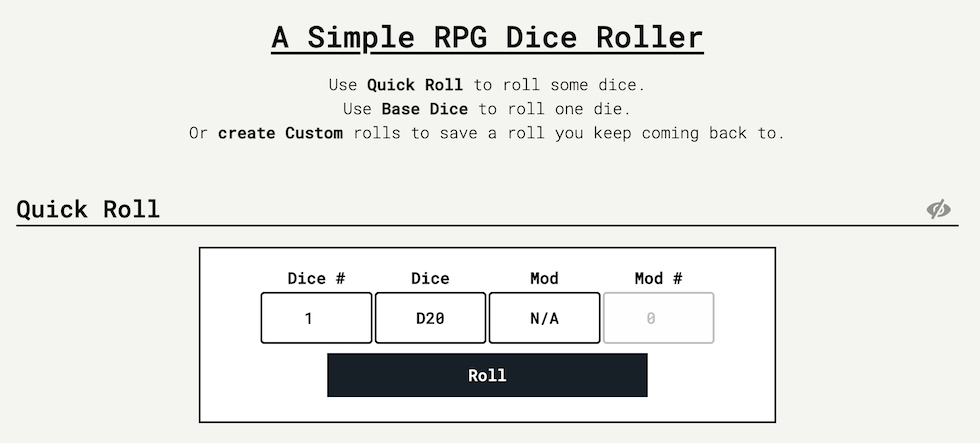 A Simple RPG Dice Roller
Use Quick Roll to roll some dice.
Use Base Dice to roll one die.
Or create Custom rolls to save a roll you keep coming back to.
Quick Roll
Dice # Dice Mod Mod #
1 D20 N/A 0
Roll